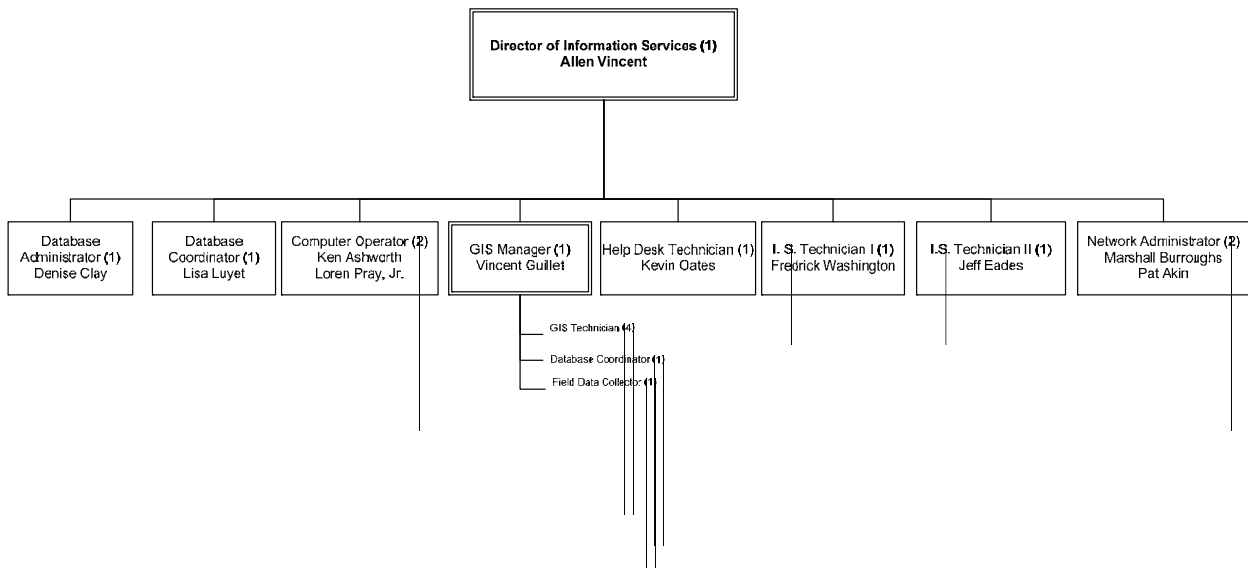 Director of Information Services (1)
Allen Vincent
Database
Administrator (1)
Denise Clay
Database
Coordinator (1)
Lisa Luyet
Computer Operator (2)
Ken Ashworth
Loren Pray, Jr.
GIS Manager (1)
Vincent Guillet
Help Desk Technician (1)
Kevin Oates
I. S. Technician I (1)
Fredrick Washington
I.S. Technician II (1)
Jeff Eades
Network Administrator (2)
Marshall Burroughs
Pat Akin
GIS Technician (4)
Database Coordinator (1)
Field Data Collector (1)